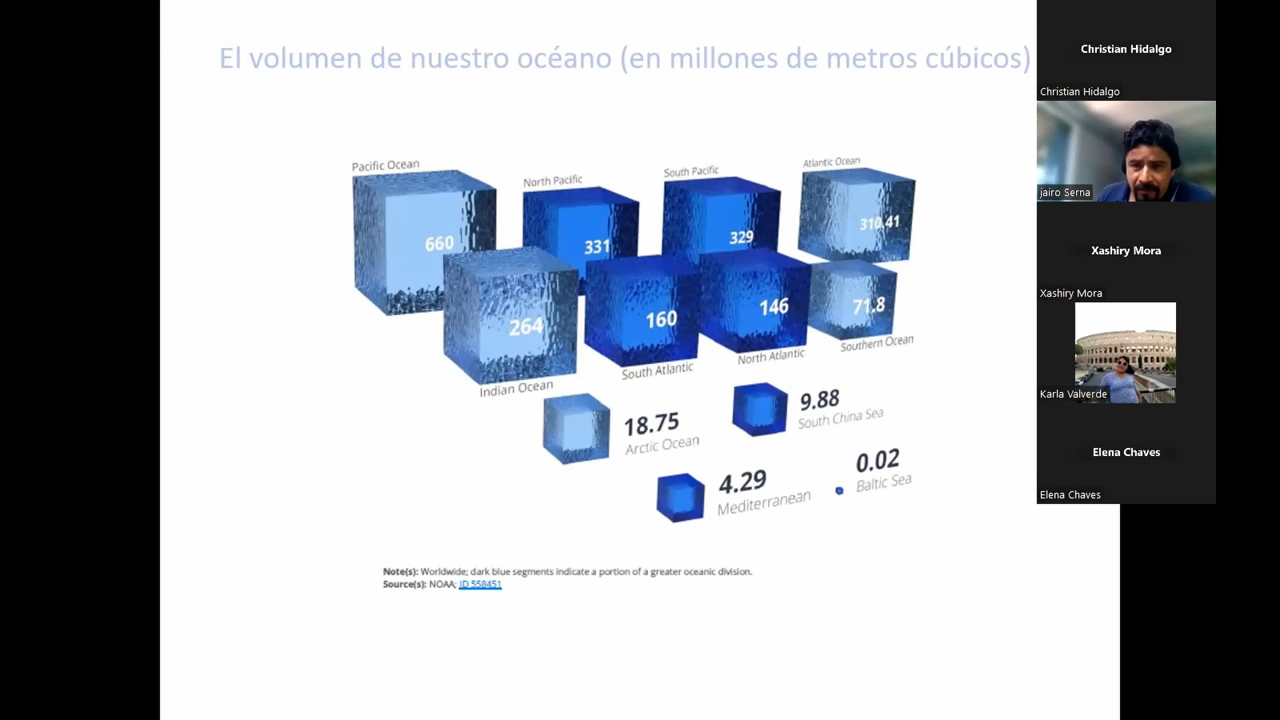 El volumen de nuestro océano (en millones de metros cúbicos)
Pacific Ocean
North Pacific
South Pacific
Atlantic Ocean
660
331
329
310.41
264
160
146
71.8
Indian Ocean
South Atlantic
North Atlantic
Southern Ocean
18.75
Arctic Ocean
9.88
South China Sea
4.29
Mediterranean
0.02
Baltic Sea
Note(s): Worldwide; dark blue segments indicate a portion of a greater oceanic division.
Source(s): NOAA; ID 558451
Christian Hidalgo
Christian Hidalgo
jairo Serna
Xashiry Mora
Xashiry Mora
Karla Valverde
Elena Chaves
Elena Chaves